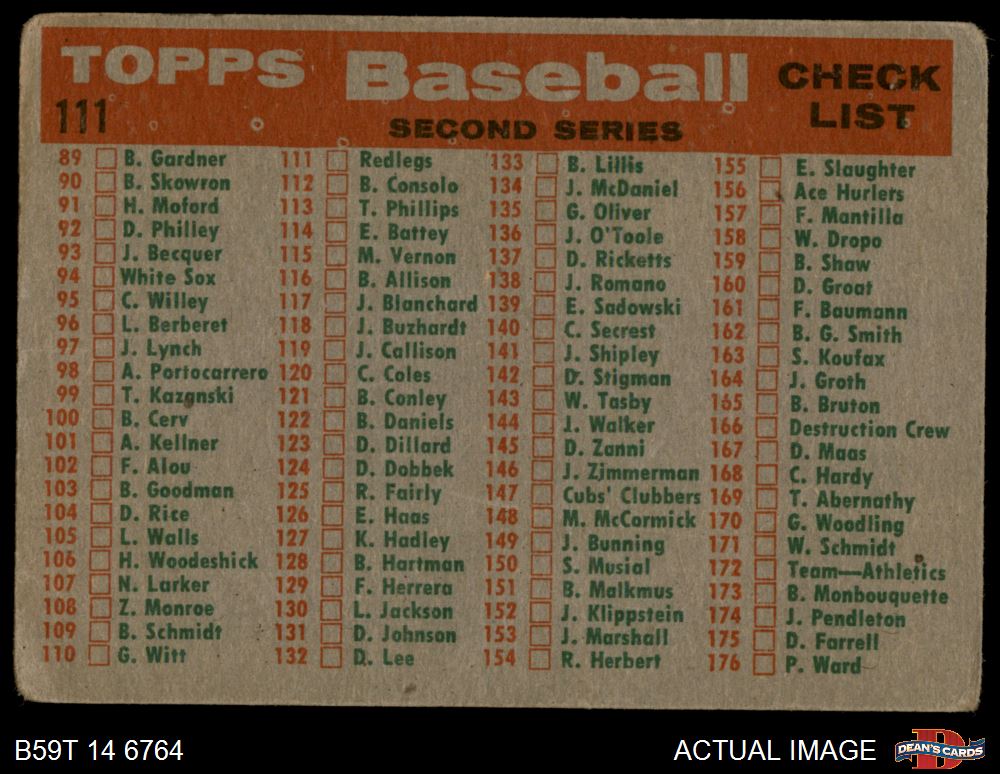 TOPPS Baseball CHECK LIST
111
SECOND SERIES
89 B. Gardner
90 B. Skowron
91 H. Moford
92 D. Philley
93 J. Becquer
94 White Sox
95 C. Willey
96 L. Berberet
97 J. Lynch
98 A. Portocarrero
99 T. Kazanski
100 B. Cerv
101 A. Kellner
102 F. Alou
103 B. Goodman
104 D. Rice
105 L. Walls
106 H. Woodeshick
107 N. Larker
108 Z. Monroe
109 B. Schmidt
110 G. Witt
111 Redlegs
112 B. Consolo
113 T. Phillips
114 E. Battey
115 M. Vernon
116 B. Allison
117 J. Blanchard
118 J. Buzhardt
119 J. Callison
120 C. Coles
121 B. Conley
122 B. Daniels
123 D. Dillard
124 D. Dobbek
125 R. Fairly
126 E. Haas
127 K. Hadley
128 B. Hartman
129 F. Herrera
130 L. Jackson
131 D. Johnson
132 D. Lee
133 B. Lillis
134 J. McDaniel
135 G. Oliver
136 J. O'Toole
137 D. Ricketts
138 J. Romano
139 E. Sadowski
140 C. Secrest
141 J. Shipley
142 D. Stigman
143 W. Tasby
144 J. Walker
145 D. Zanni
146 J. Zimmerman
147 Cubs' Clubbers
148 M. McCormick
149 J. Bunning
150 S. Musial
151 B. Malkmus
152 J. Klippstein
153 J. Marshall
154 R. Herbert
155 E. Slaughter
156 Ace Hurlers
157 F. Mantilla
158 W. Dropo
159 B. Shaw
160 D. Groat
161 F. Baumann
162 B. G. Smith
163 S. Koufax
164 J. Groth
165 B. Bruton
166 Destruction Crew
167 D. Maas
168 C. Hardy
169 T. Abernathy
170 G. Woodling
171 W. Schmidt
172 Team—Athletics
173 B. Monbouquette
174 J. Pendleton
175 D. Farrell
176 P. Ward
B59T 14 6764
ACTUAL IMAGE
DEAN'S CARDS